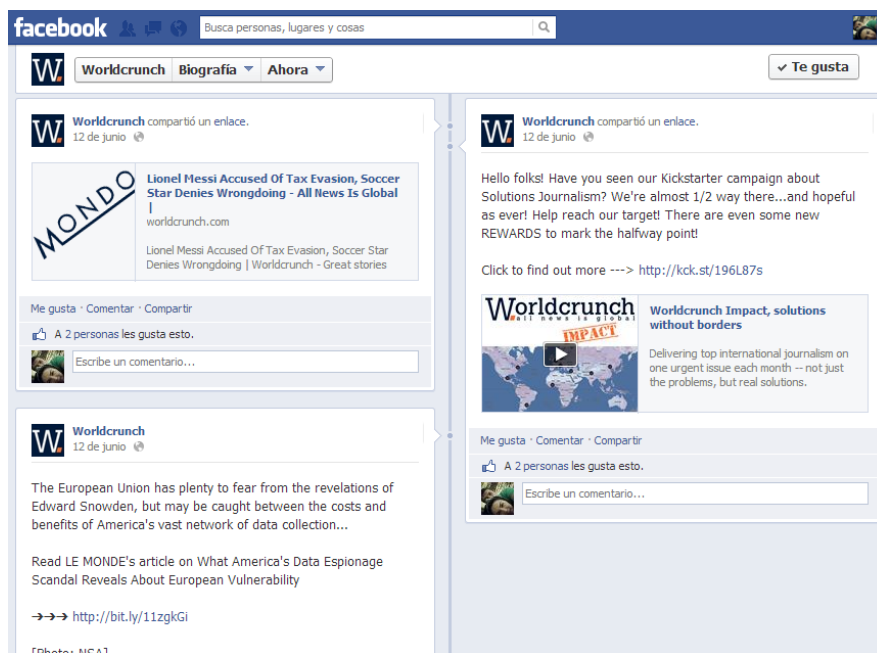 facebook
Busca personas, lugares y cosas
W.
Worldcrunch
Biografía
Ahora
✓ Te gusta
W.
Worldcrunch compartió un enlace.
12 de junio
MONDO
Lionel Messi Accused Of Tax Evasion, Soccer
Star Denies Wrongdoing - All News Is Global
|
worldcrunch.com
Lionel Messi Accused Of Tax Evasion, Soccer Star
Denies Wrongdoing | Worldcrunch - Great stories
Me gusta · Comentar · Compartir
A 2 personas les gusta esto.
Escribe un comentario...
W.
Worldcrunch
12 de junio
The European Union has plenty to fear from the revelations of
Edward Snowden, but may be caught between the costs and
benefits of America's vast network of data collection...
Read LE MONDE's article on What America's Data Espionage
Scandal Reveals About European Vulnerability
➔➔➔ http://bit.ly/11zgkGi
[Photo: NSA]
W.
Worldcrunch compartió un enlace.
12 de junio
Hello folks! Have you seen our Kickstarter campaign about
Solutions Journalism? We're almost 1/2 way there...and hopeful
as ever! Help reach our target! There are even some new
REWARDS to mark the halfway point!
Click to find out more ---> http://kck.st/196L87s
Worldcrunch
all news is global
IMPACT
Worldcrunch Impact, solutions
without borders
Delivering top international journalism on
one urgent issue each month -- not just
the problems, but real solutions.
Me gusta · Comentar · Compartir
A 2 personas les gusta esto.
Escribe un comentario...